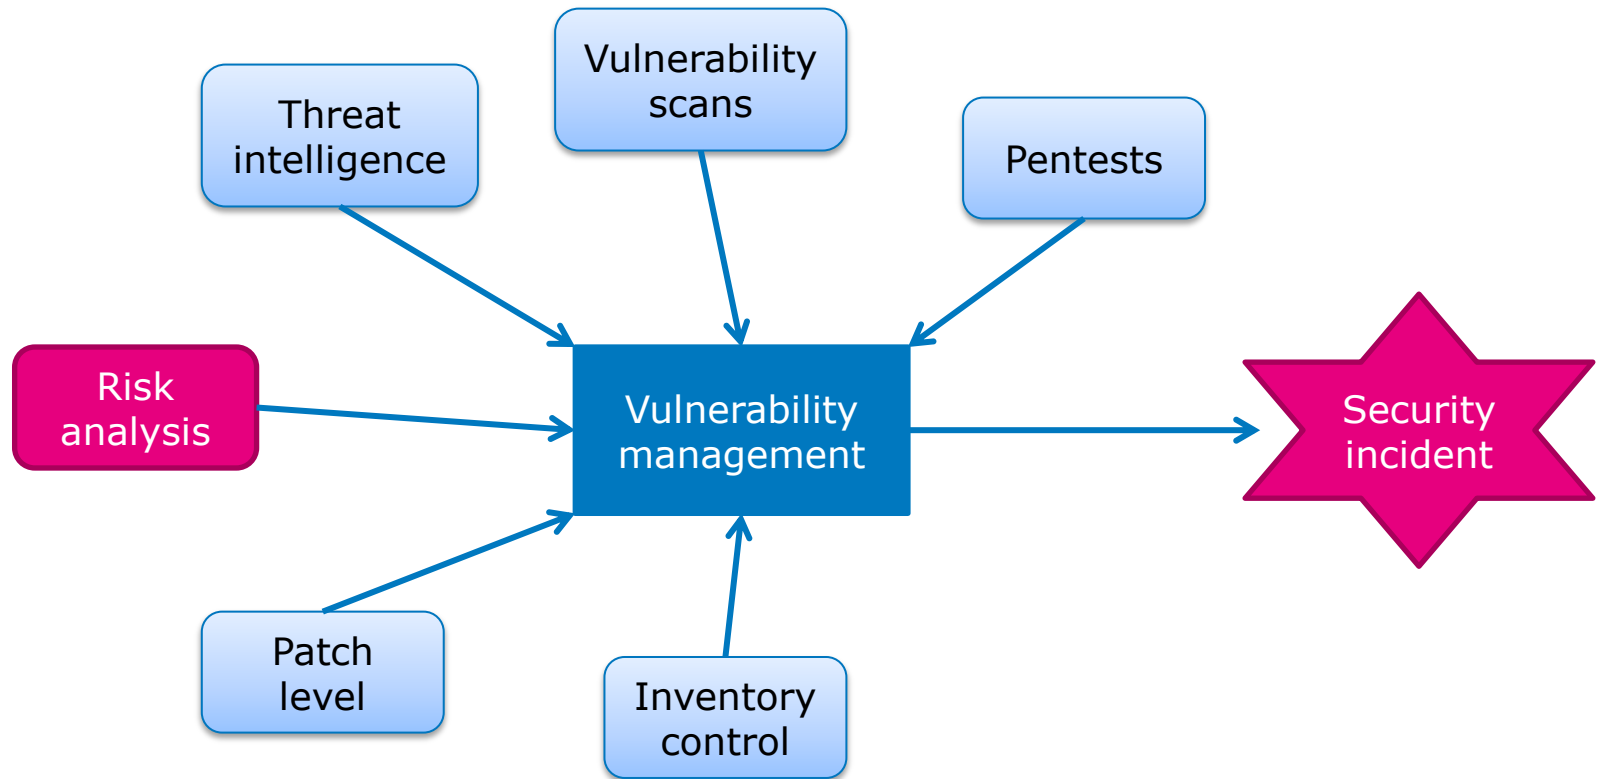 Vulnerability
scans
Threat
intelligence
Pentests
Risk
analysis
Vulnerability
management
Security
incident
Patch
level
Inventory
control